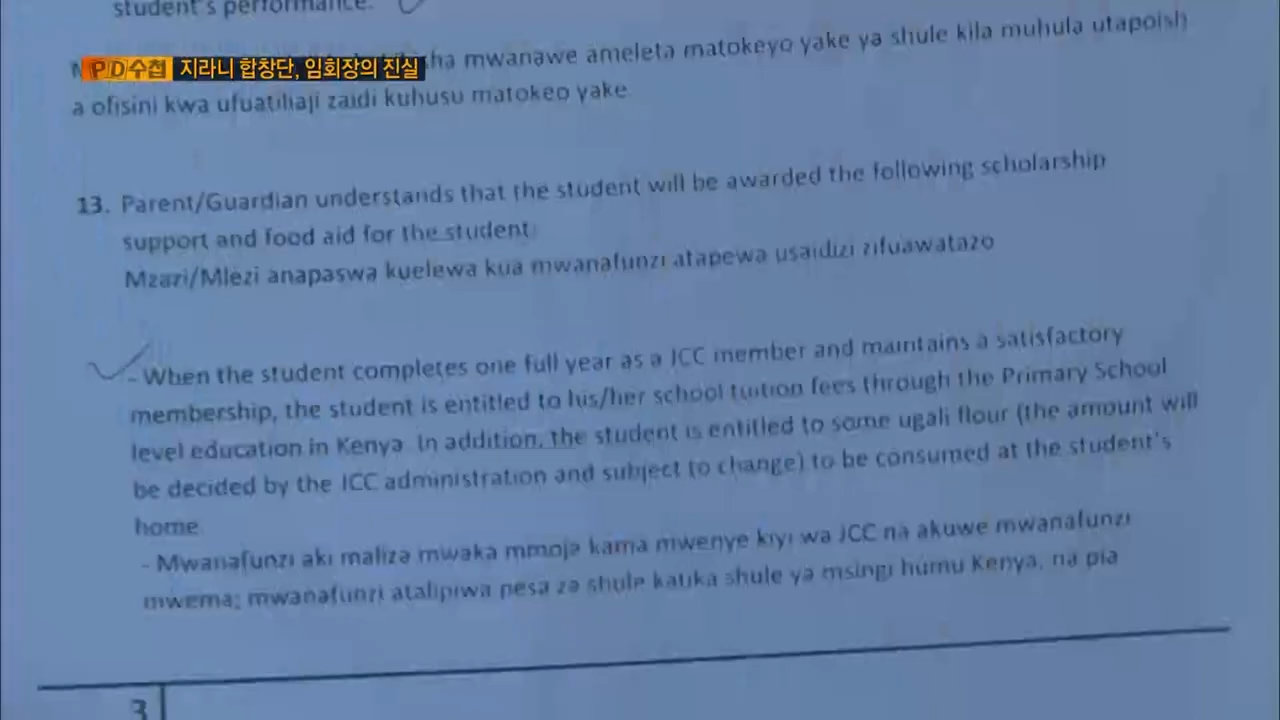 student's performance.
PD수첩 지라니 합창단, 임회장의 진실
mwanawe ameleta matokeyo yake ya shule kila muhula utapoish
a ofisini kwa ufuatiliaji zaidi kuhusu matokeo yake
13. Parent/Guardian understands that the student will be awarded the following scholarship
support and food aid for the student.
Mzazi/Mlezi anapaswa kuelewa kua mwanafunzi atapewa usaidizi zifuawatazo
- When the student completes one full year as a JCC member and maintains a satisfactory
membership, the student is entitled to his/her school tuition fees through the Primary School
level education in Kenya. In addition, the student is entitled to some ugali flour (the amount will
be decided by the JCC administration and subject to change) to be consumed at the student's
home.
- Mwanafunzi aki maliza mwaka mmoja kama mwenye kiyi wa JCC na akuwe mwanafunzi
mwema; mwanafunzi atalipiwa pesa za shule katika shule ya msingi humu Kenya, na pia
3